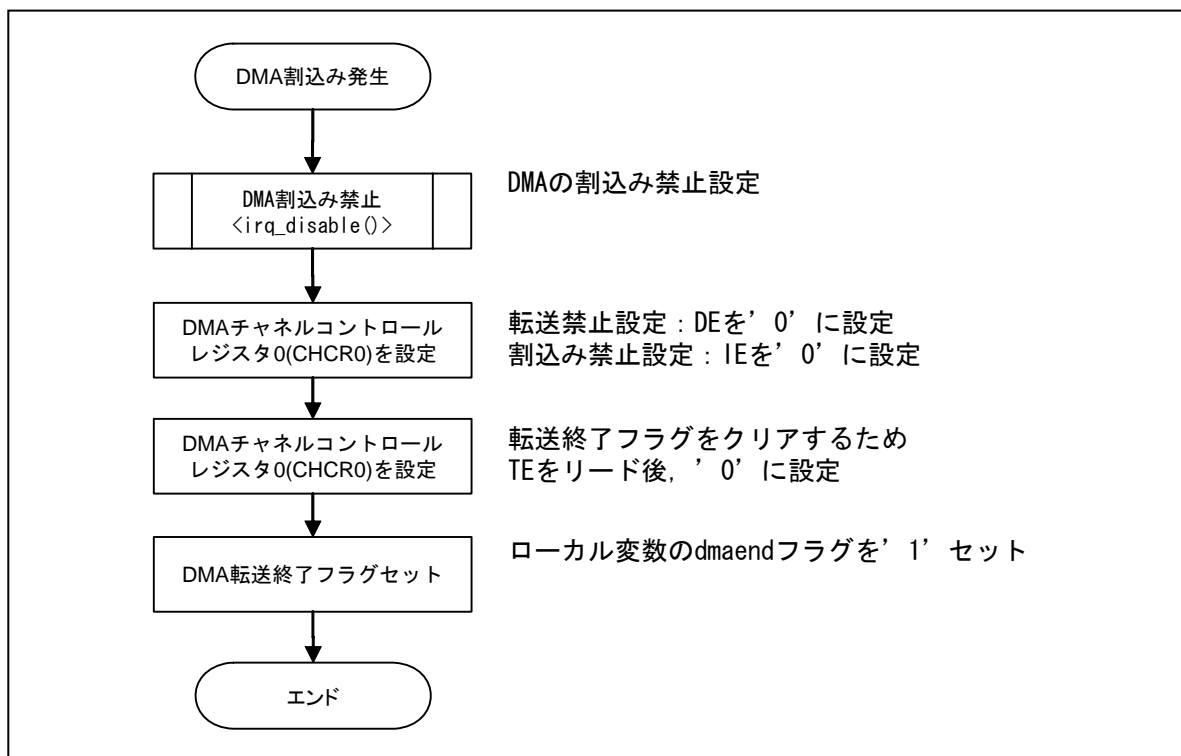 DMA割込み発生
DMA割込み禁止
<irq_disable()>
DMAの割込み禁止設定
DMAチャネルコントロール
レジスタ0(CHCR0)を設定
転送禁止設定：DEを’0’に設定
割込み禁止設定：IEを’0’に設定
DMAチャネルコントロール
レジスタ0(CHCR0)を設定
転送終了フラグをクリアするため
TEをリード後，’0’に設定
DMA転送終了フラグセット
ローカル変数のdmaendフラグを’1’セット
エンド